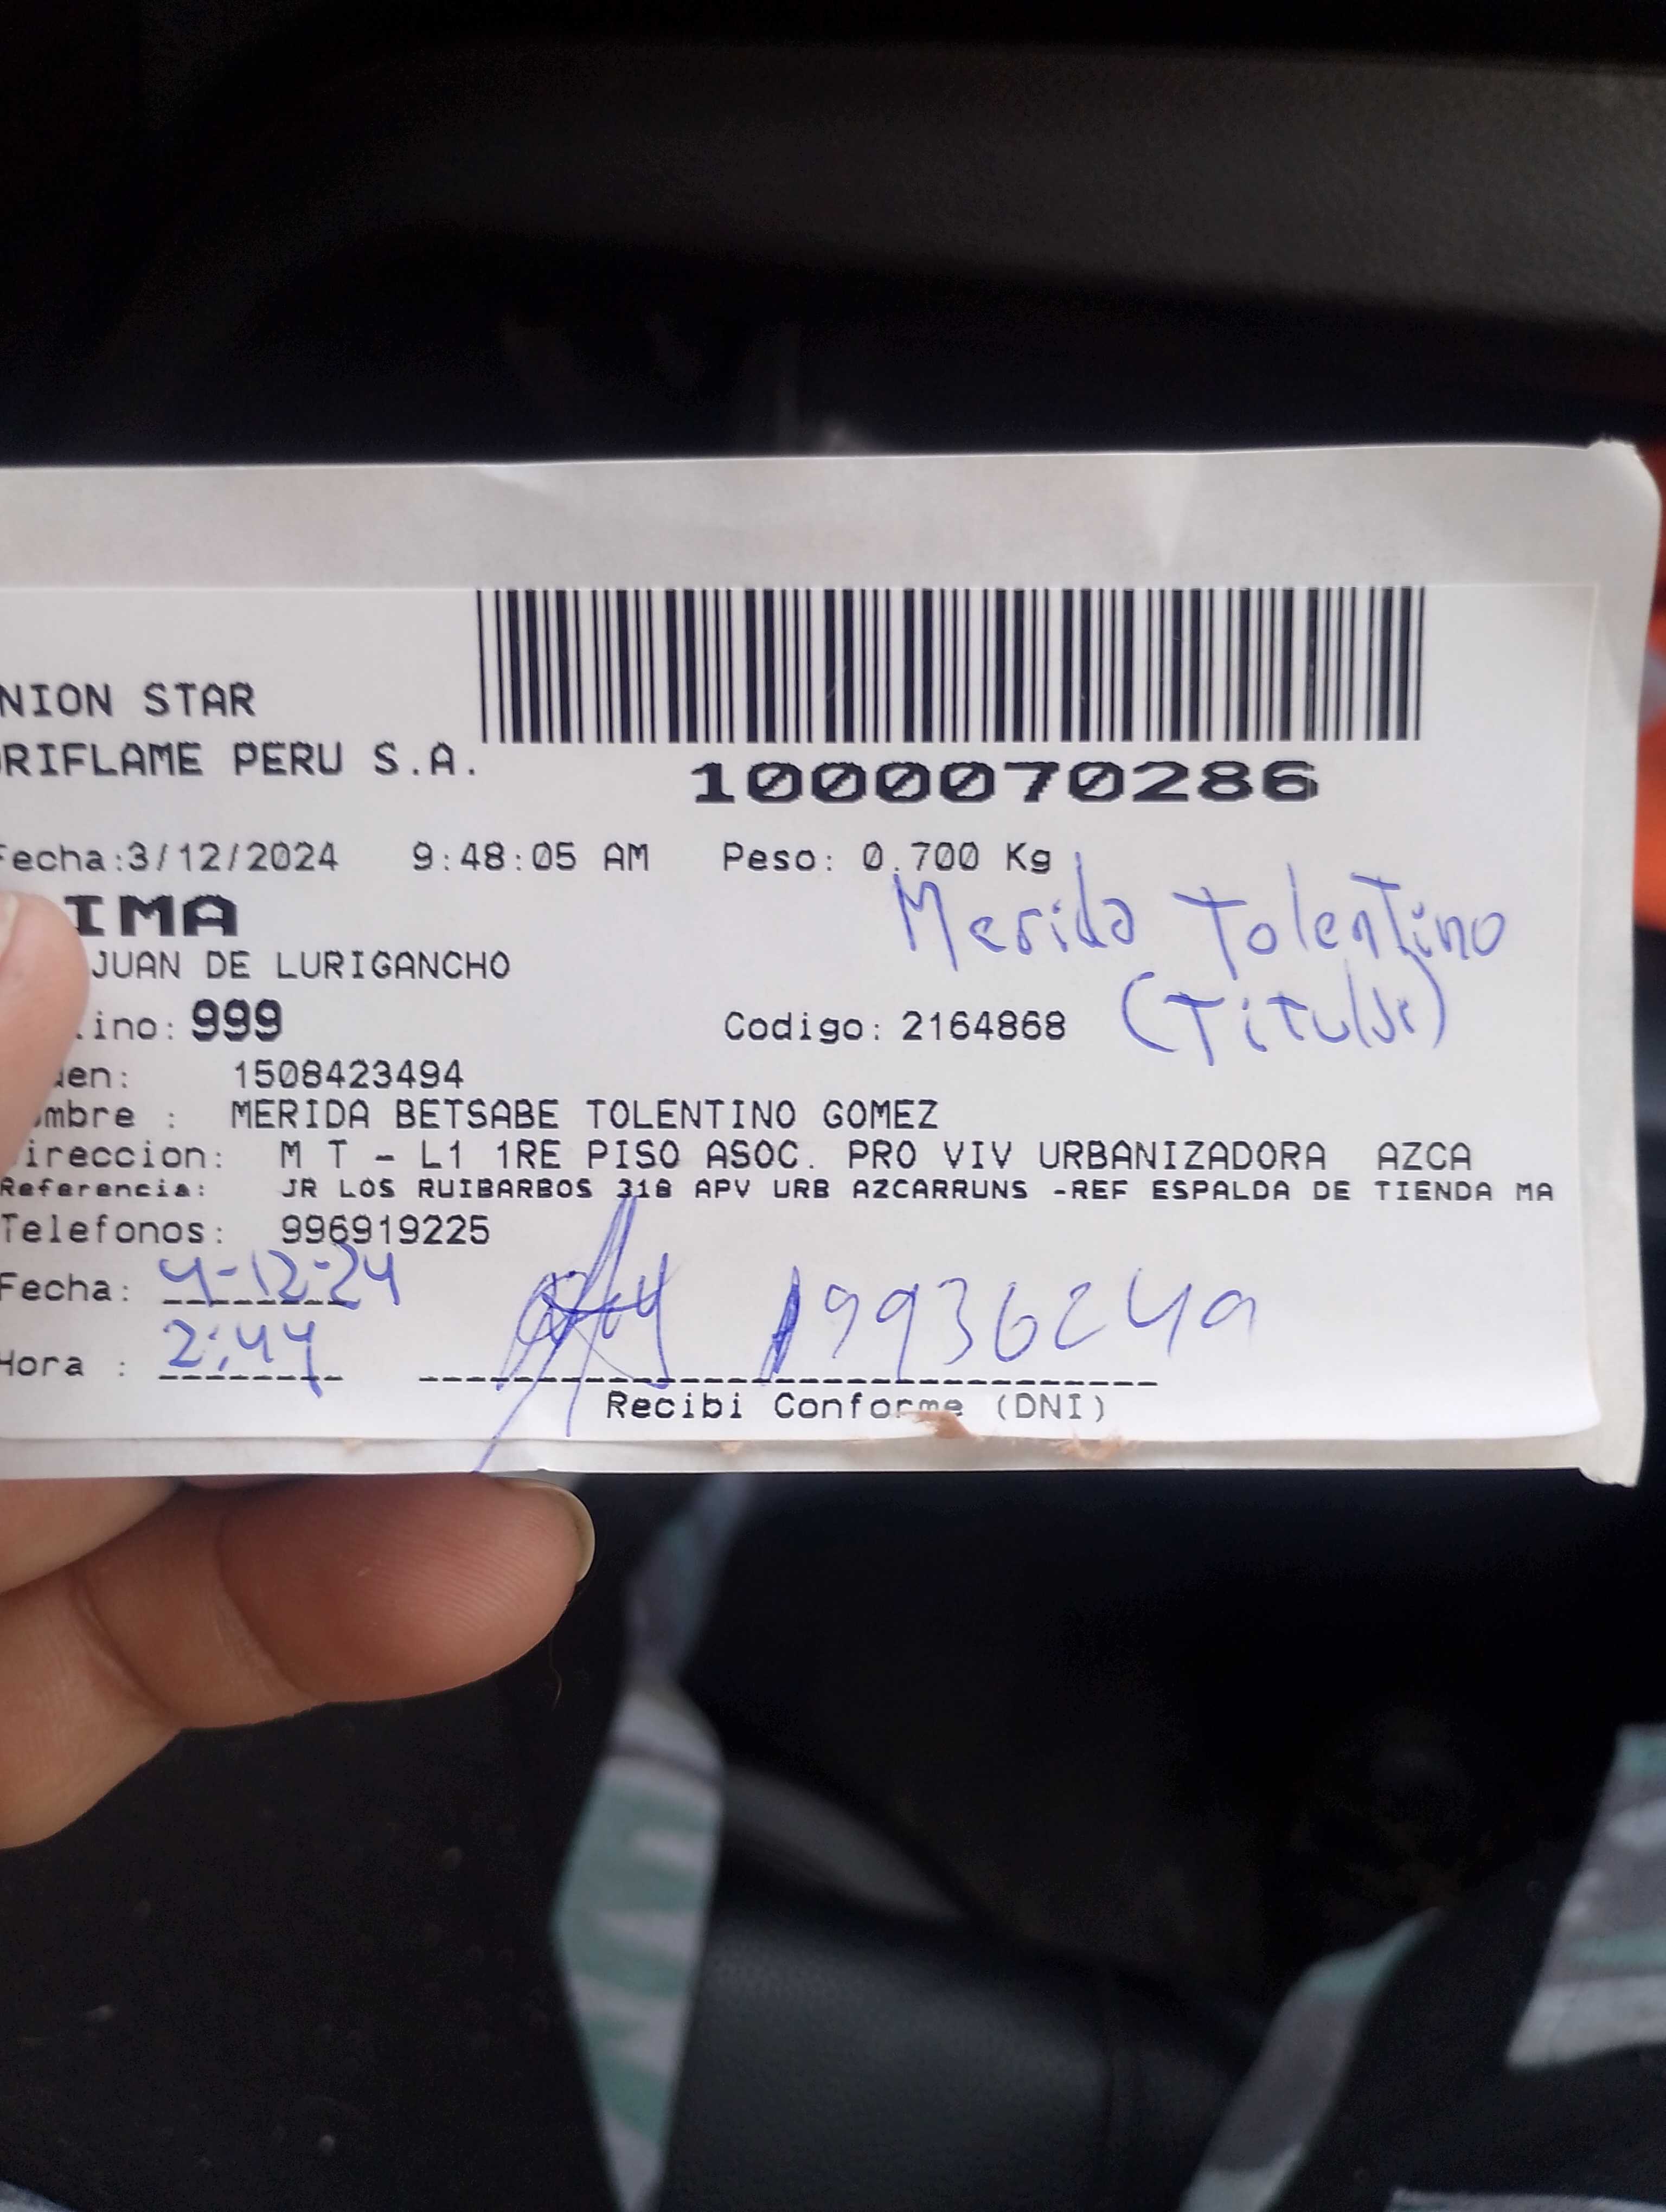 NION STAR
RIFLAME PERU S.A.
1000070286
Fecha:3/12/2024 9:48:05 AM Peso: 0.700 Kg
IMA
Merida Tolentino
JUAN DE LURIGANCHO
ino: 999 Codigo: 2164868 (Titular)
en: 1508423494
mbre : MERIDA BETSABE TOLENTINO GOMEZ
ireccion: M T - L1 1RE PISO ASOC. PRO VIV URBANIZADORA AZCA
Referencia: JR LOS RUIBARBOS 318 APV URB AZCARRUNS -REF ESPALDA DE TIENDA MA
Telefonos: 996919225
Fecha: 4-12-24
Hora : 2:44
Recibi Conforme (DNI)